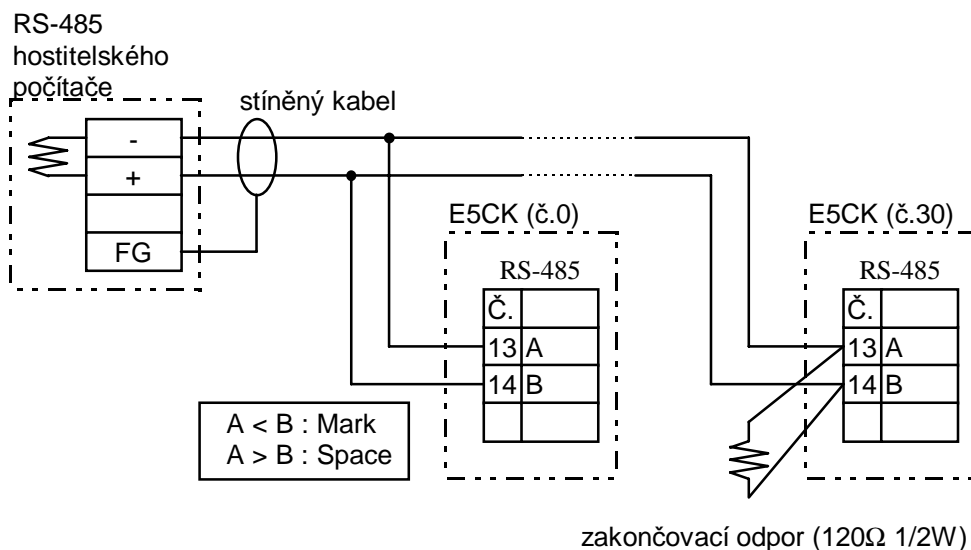 RS-485
hostitelského
počítače
stíněný kabel
-
+
FG
E5CK (č.0)
RS-485
Č.
13 A
14 B
E5CK (č.30)
RS-485
Č.
13 A
14 B
A < B : Mark
A > B : Space
zakončovací odpor (120Ω 1/2W)